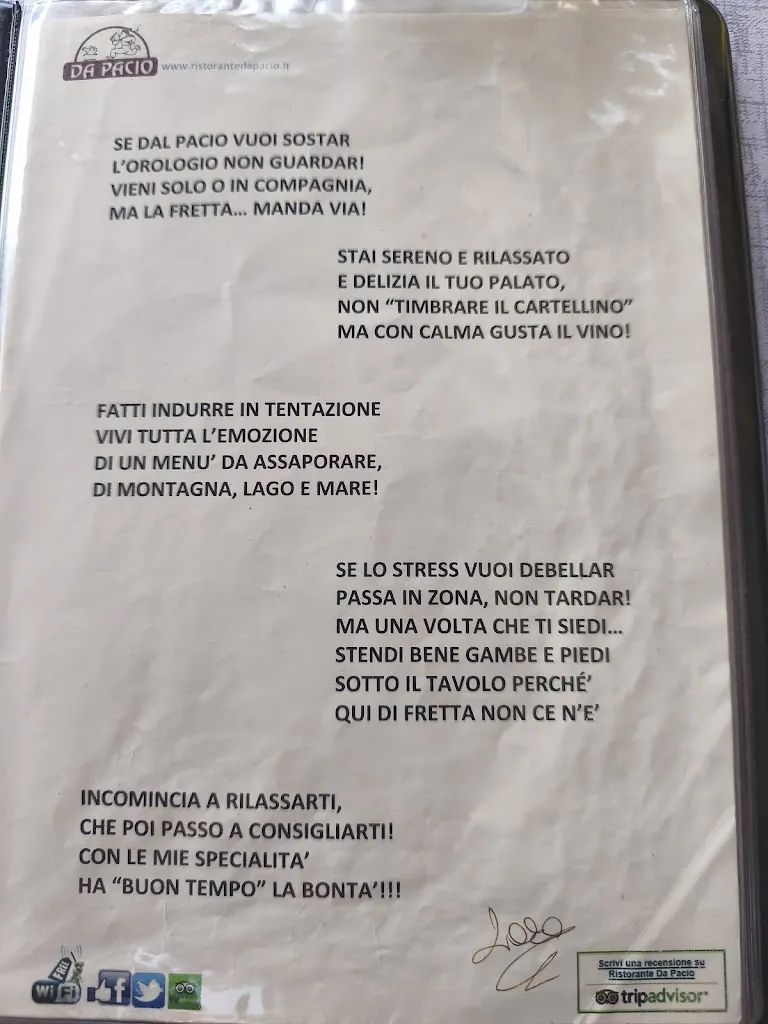 DA PACIO www.ristorantedapacio.it
SE DAL PACIO VUOI SOSTAR
L'OROLOGIO NON GUARDAR!
VIENI SOLO O IN COMPAGNIA,
MA LA FRETTA... MANDA VIA!
STAI SERENO E RILASSATO
E DELIZIA IL TUO PALATO,
NON "TIMBRARE IL CARTELLINO"
MA CON CALMA GUSTA IL VINO!
FATTI INDURRE IN TENTAZIONE
VIVI TUTTA L'EMOZIONE
DI UN MENU' DA ASSAPORARE,
DI MONTAGNA, LAGO E MARE!
SE LO STRESS VUOI DEBELLAR
PASSA IN ZONA, NON TARDAR!
MA UNA VOLTA CHE TI SIEDI...
STENDI BENE GAMBE E PIEDI
SOTTO IL TAVOLO PERCHÉ'
QUI DI FRETTA NON CE N'E'
INCOMINCIA A RILASSARTI,
CHE POI PASSO A CONSIGLIARTI!
CON LE MIE SPECIALITA'
HA "BUON TEMPO" LA BONTA'!!!
FREE
Wi Fi
f
Scrivi una recensione su
Ristorante Da Pacio
tripadvisor